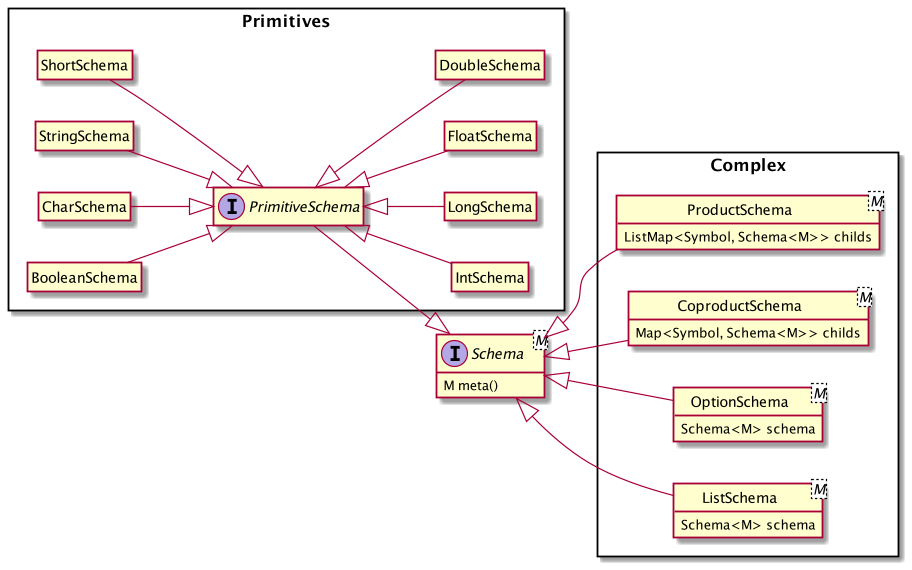 Primitives
ShortSchema
DoubleSchema
StringSchema
FloatSchema
CharSchema
I PrimitiveSchema
LongSchema
BooleanSchema
IntSchema
Complex
ProductSchema
M
ListMap<Symbol, Schema<M>> childs
CoproductSchema
M
Map<Symbol, Schema<M>> childs
I Schema
M
M meta()
OptionSchema
M
Schema<M> schema
ListSchema
M
Schema<M> schema